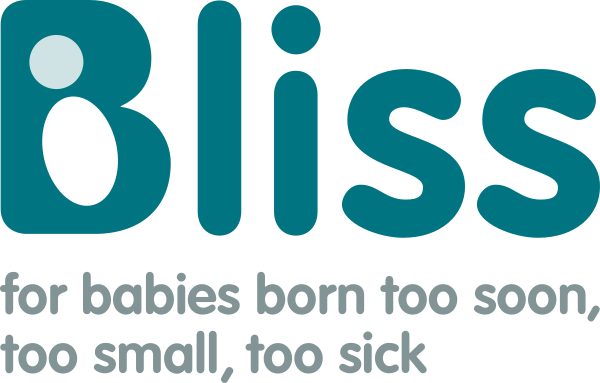 Bliss
for babies born too soon,
too small, too sick